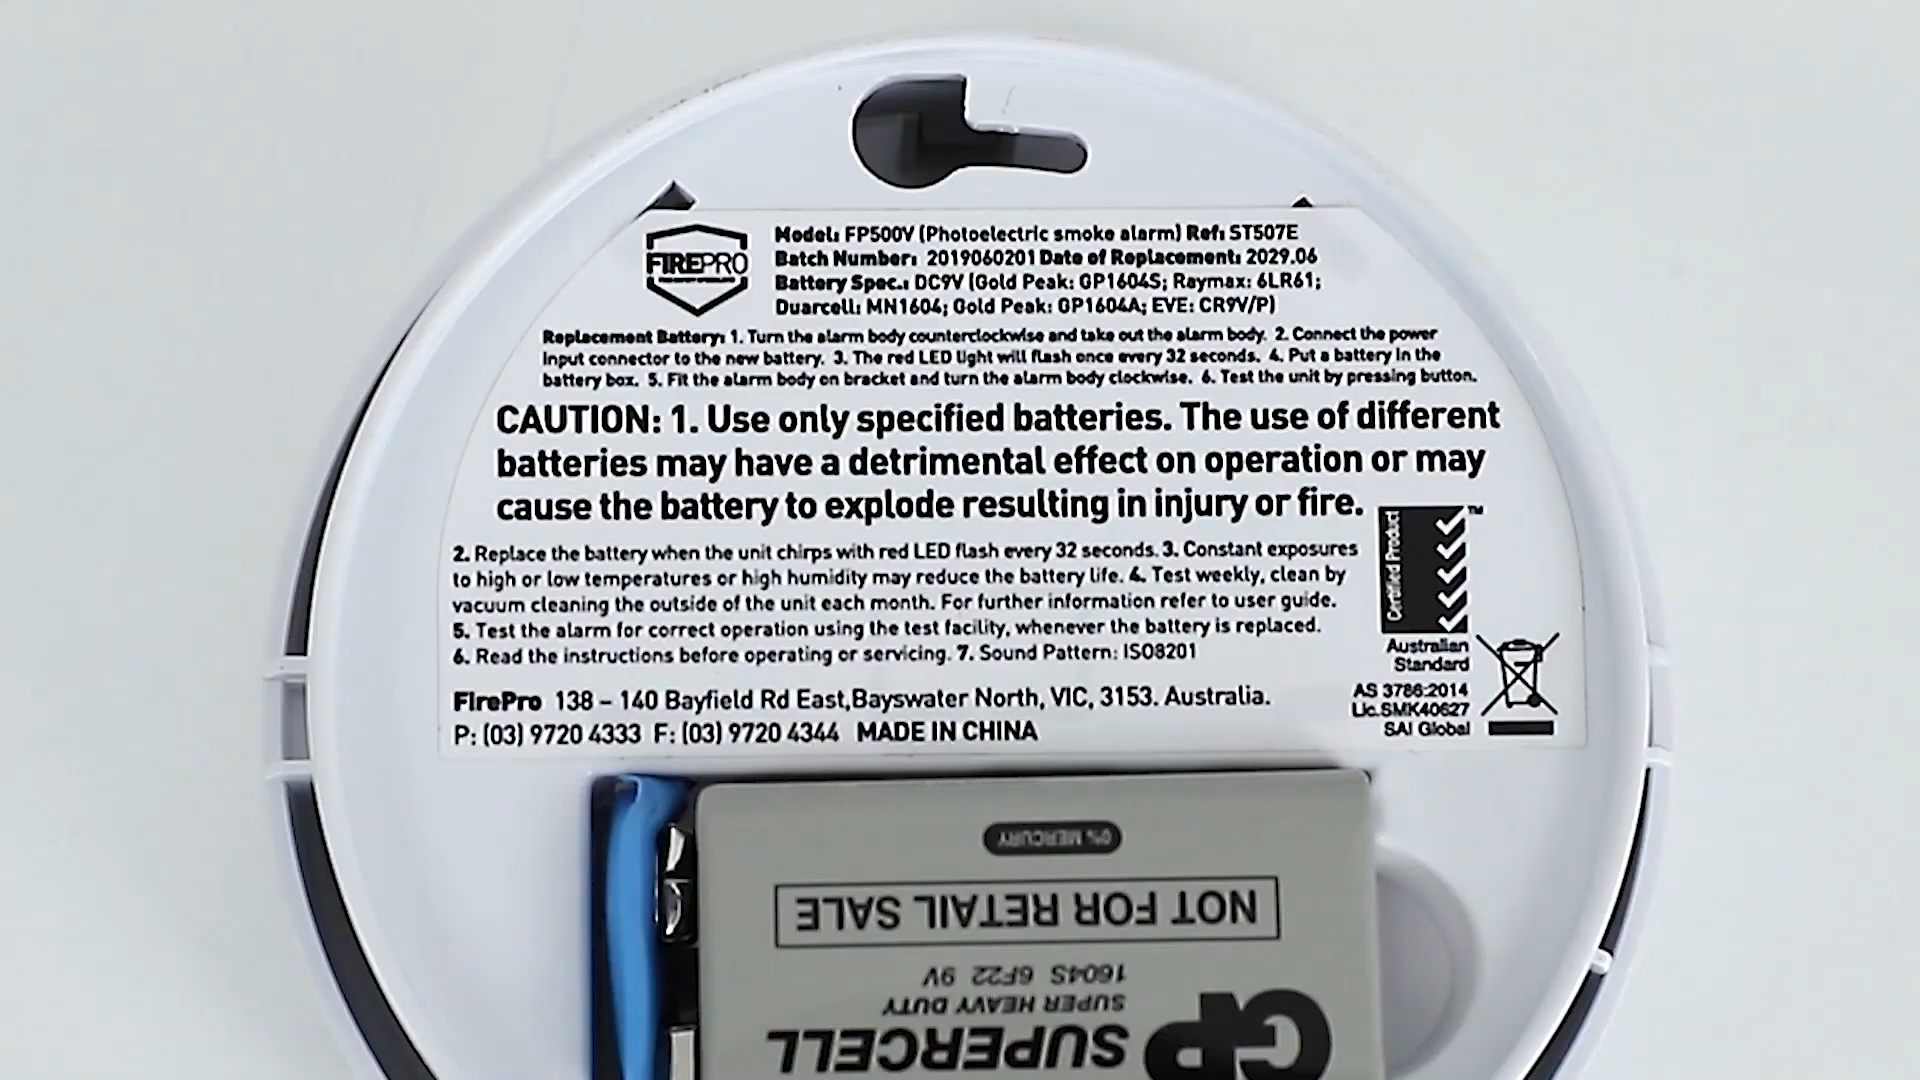 FIREPRO
Model: FP500V (Photoelectric smoke alarm) Ref: ST507E
Batch Number: 2019060201 Date of Replacement: 2029.06
Battery Spec.: DC9V (Gold Peak: GP1604S; Raymax: 6LR61;
Duarcell: MN1604; Gold Peak: GP1604A; EVE: CR9V/P)
Replacement Battery: 1. Turn the alarm body counterclockwise and take out the alarm body. 2. Connect the power
input connector to the new battery. 3. The red LED light will flash once every 32 seconds. 4. Put a battery in the
battery box. 5. Fit the alarm body on bracket and turn the alarm body clockwise. 6. Test the unit by pressing button.
CAUTION: 1. Use only specified batteries. The use of different
batteries may have a detrimental effect on operation or may
cause the battery to explode resulting in injury or fire.
2. Replace the battery when the unit chirps with red LED flash every 32 seconds. 3. Constant exposures
to high or low temperatures or high humidity may reduce the battery life. 4. Test weekly, clean by
vacuum cleaning the outside of the unit each month. For further information refer to user guide.
5. Test the alarm for correct operation using the test facility, whenever the battery is replaced.
6. Read the instructions before operating or servicing. 7. Sound Pattern: ISO8201
FirePro 138 – 140 Bayfield Rd East,Bayswater North, VIC, 3153. Australia.
P: (03) 9720 4333 F: (03) 9720 4344 MADE IN CHINA
Certified Product
TM
Australian
Standard
AS 3786:2014
Lic.SMK40627
SAI Global
0% MERCURY
NOT FOR RETAIL SALE
1604S 6F22 9V
SUPER HEAVY DUTY
GP SUPERCELL